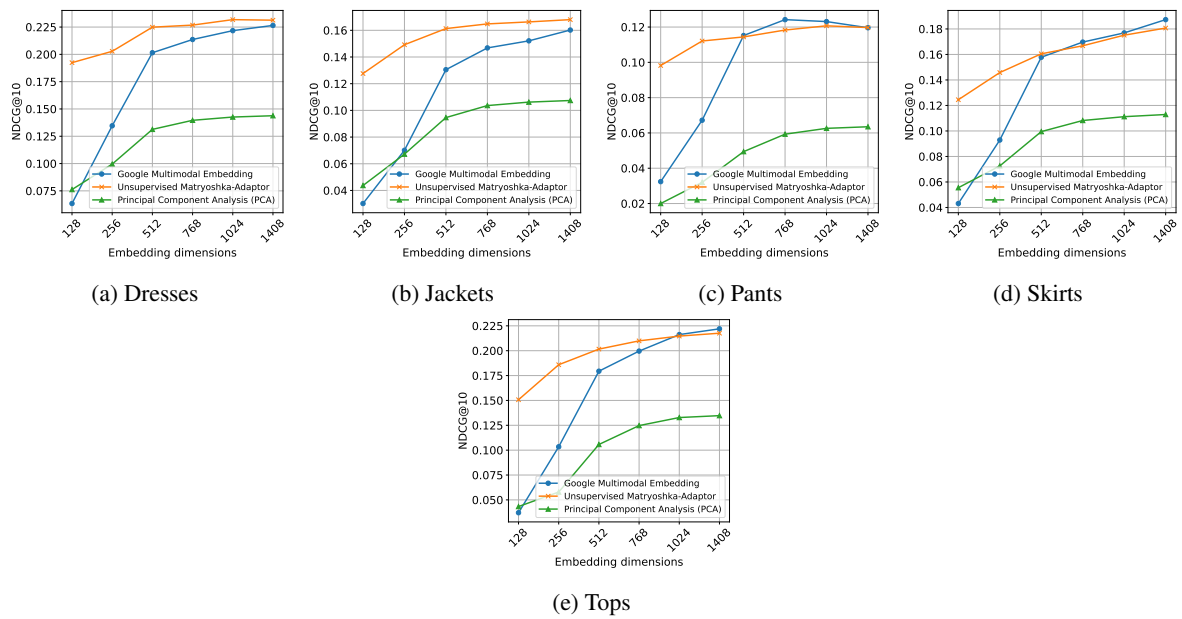 0.225
0.200
0.175
0.150
0.125
0.100
0.075
NDCG@10
128
256
512
768
1024
1408
Embedding dimensions
Google Multimodal Embedding
Unsupervised Matryoshka-Adaptor
Principal Component Analysis (PCA)
(a) Dresses
0.16
0.14
0.12
0.10
0.08
0.06
0.04
NDCG@10
128
256
512
768
1024
1408
Embedding dimensions
Google Multimodal Embedding
Unsupervised Matryoshka-Adaptor
Principal Component Analysis (PCA)
(b) Jackets
0.12
0.10
0.08
0.06
0.04
0.02
NDCG@10
128
256
512
768
1024
1408
Embedding dimensions
Google Multimodal Embedding
Unsupervised Matryoshka-Adaptor
Principal Component Analysis (PCA)
(c) Pants
0.18
0.16
0.14
0.12
0.10
0.08
0.06
0.04
NDCG@10
128
256
512
768
1024
1408
Embedding dimensions
Google Multimodal Embedding
Unsupervised Matryoshka-Adaptor
Principal Component Analysis (PCA)
(d) Skirts
0.225
0.200
0.175
0.150
0.125
0.100
0.075
0.050
NDCG@10
128
256
512
768
1024
1408
Embedding dimensions
Google Multimodal Embedding
Unsupervised Matryoshka-Adaptor
Principal Component Analysis (PCA)
(e) Tops